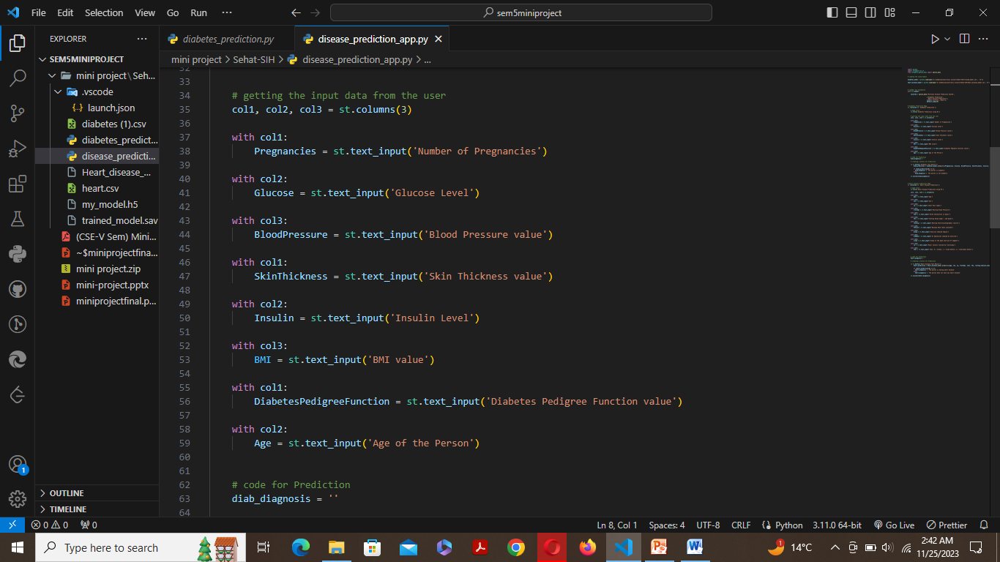 File Edit Selection View Go Run ··· sem5miniproject
EXPLORER ···
SEM5MINIPROJECT
mini project\Seh...
.vscode
{..} launch.json
diabetes (1).csv
diabetes_predict...
disease_predicti...
Heart_disease_...
heart.csv
my_model.h5
trained_model.sav
(CSE-V Sem) Mini...
~$miniprojectfina...
mini project.zip
mini-project.pptx
miniprojectfinal.p...
OUTLINE
TIMELINE
diabetes_prediction.py disease_prediction_app.py
mini project > Sehat-SIH > disease_prediction_app.py > ...
32
33
34 # getting the input data from the user
35 col1, col2, col3 = st.columns(3)
36
37 with col1:
38 Pregnancies = st.text_input('Number of Pregnancies')
39
40 with col2:
41 Glucose = st.text_input('Glucose Level')
42
43 with col3:
44 BloodPressure = st.text_input('Blood Pressure value')
45
46 with col1:
47 SkinThickness = st.text_input('Skin Thickness value')
48
49 with col2:
50 Insulin = st.text_input('Insulin Level')
51
52 with col3:
53 BMI = st.text_input('BMI value')
54
55 with col1:
56 DiabetesPedigreeFunction = st.text_input('Diabetes Pedigree Function value')
57
58 with col2:
59 Age = st.text_input('Age of the Person')
60
61
62 # code for Prediction
63 diab_diagnosis = ''
64
1
0 0 0 Ln 8, Col 1 Spaces: 4 UTF-8 CRLF Python 3.11.0 64-bit Go Live Prettier
Type here to search 1 14°C 2:42 AM
11/25/2023